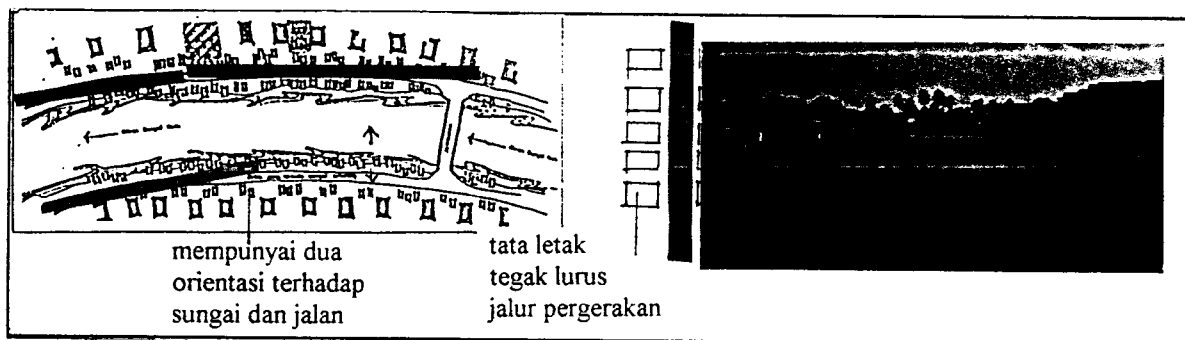 mempunyai dua
orientasi terhadap
sungai dan jalan
tata letak
tegak lurus
jalur pergerakan